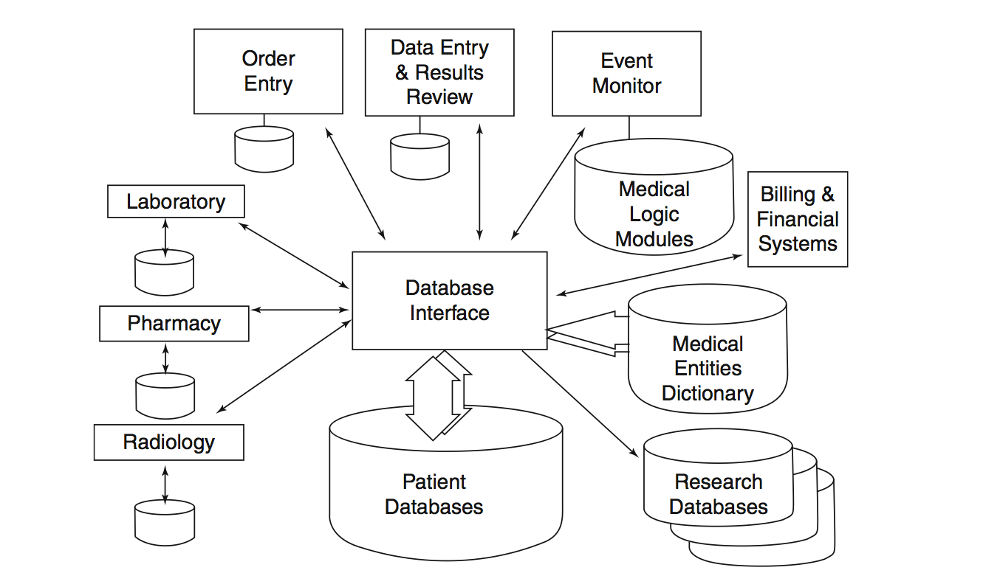 Order
Entry
Data Entry
& Results
Review
Event
Monitor
Laboratory
Medical
Logic
Modules
Billing &
Financial
Systems
Pharmacy
Database
Interface
Medical
Entities
Dictionary
Radiology
Patient
Databases
Research
Databases